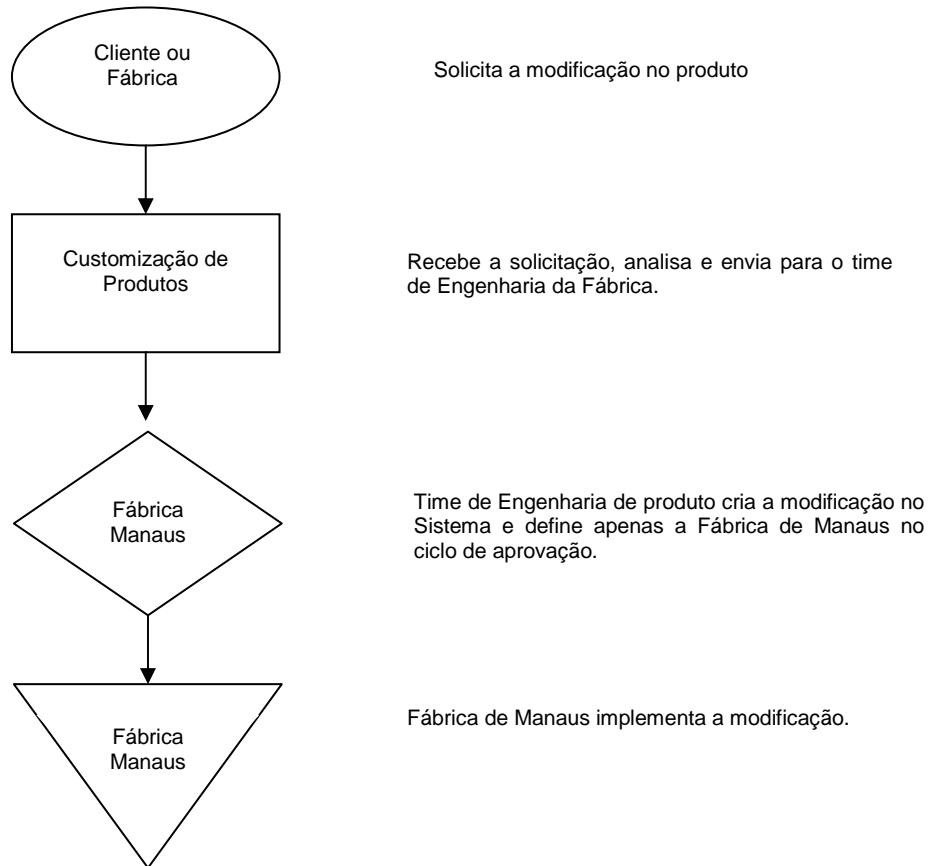 Cliente ou
Fábrica
Solicita a modificação no produto
Customização de
Produtos
Recebe a solicitação, analisa e envia para o time
de Engenharia da Fábrica.
Fábrica
Manaus
Time de Engenharia de produto cria a modificação no
Sistema e define apenas a Fábrica de Manaus no
ciclo de aprovação.
Fábrica
Manaus
Fábrica de Manaus implementa a modificação.